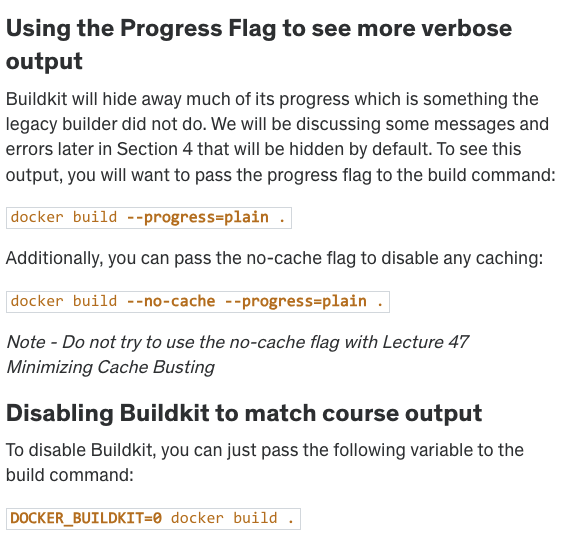 Using the Progress Flag to see more verbose
output
Buildkit will hide away much of its progress which is something the
legacy builder did not do. We will be discussing some messages and
errors later in Section 4 that will be hidden by default. To see this
output, you will want to pass the progress flag to the build command:
docker build --progress=plain .
Additionally, you can pass the no-cache flag to disable any caching:
docker build --no-cache --progress=plain .
Note - Do not try to use the no-cache flag with Lecture 47
Minimizing Cache Busting
Disabling Buildkit to match course output
To disable Buildkit, you can just pass the following variable to the
build command:
DOCKER_BUILDKIT=0 docker build .